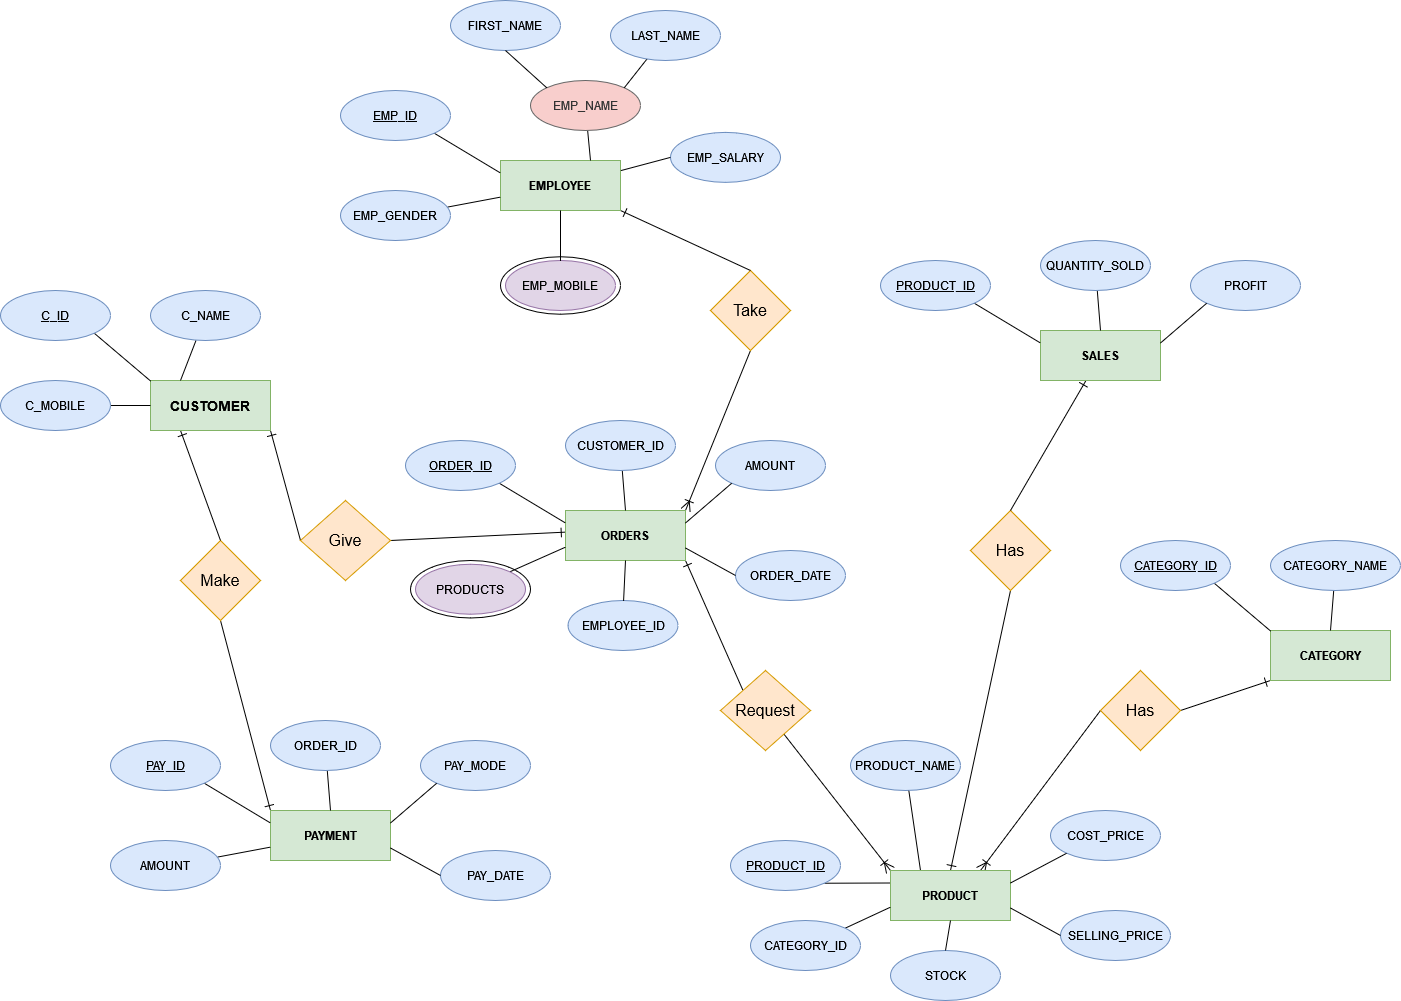 FIRST_NAME
LAST_NAME
EMP_NAME
EMP_ID
EMP_SALARY
EMPLOYEE
EMP_GENDER
EMP_MOBILE
Take
PRODUCT_ID
QUANTITY_SOLD
PROFIT
SALES
C_ID
C_NAME
C_MOBILE
CUSTOMER
ORDER_ID
CUSTOMER_ID
AMOUNT
Give
ORDERS
ORDER_DATE
PRODUCTS
EMPLOYEE_ID
Make
Has
CATEGORY_ID
CATEGORY_NAME
CATEGORY
Request
Has
PAY_ID
ORDER_ID
PAY_MODE
PAYMENT
AMOUNT
PAY_DATE
PRODUCT_NAME
COST_PRICE
PRODUCT_ID
PRODUCT
CATEGORY_ID
STOCK
SELLING_PRICE